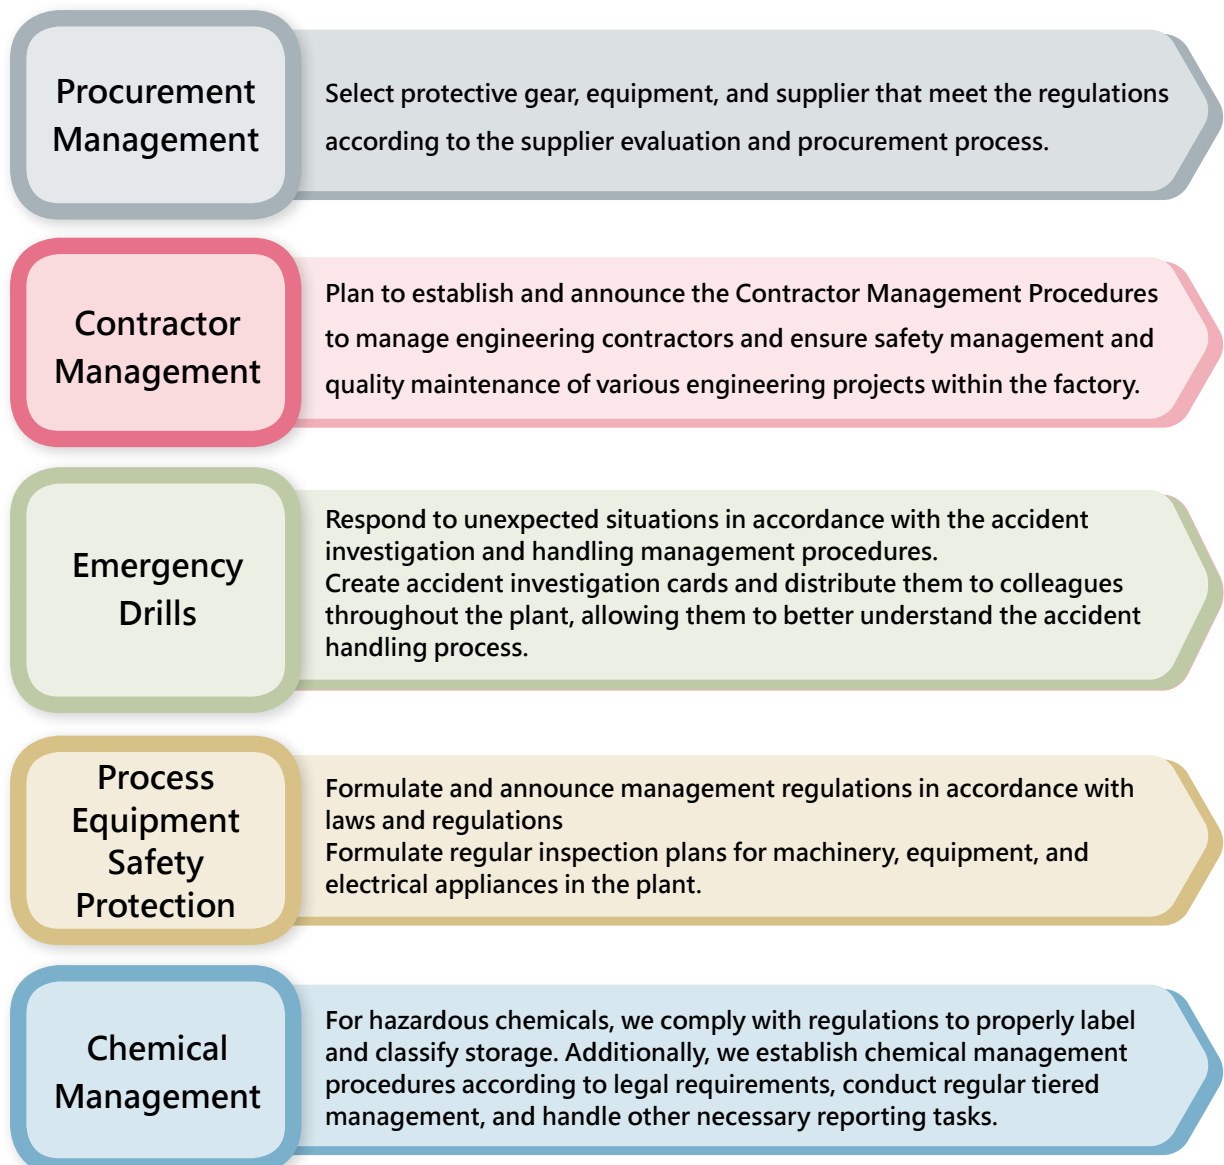 Procurement
Management
Select protective gear, equipment, and supplier that meet the regulations
according to the supplier evaluation and procurement process.
Contractor
Management
Plan to establish and announce the Contractor Management Procedures
to manage engineering contractors and ensure safety management and
quality maintenance of various engineering projects within the factory.
Emergency
Drills
Respond to unexpected situations in accordance with the accident
investigation and handling management procedures.
Create accident investigation cards and distribute them to colleagues
throughout the plant, allowing them to better understand the accident
handling process.
Process
Equipment
Safety
Protection
Formulate and announce management regulations in accordance with
laws and regulations
Formulate regular inspection plans for machinery, equipment, and
electrical appliances in the plant.
Chemical
Management
For hazardous chemicals, we comply with regulations to properly label
and classify storage. Additionally, we establish chemical management
procedures according to legal requirements, conduct regular tiered
management, and handle other necessary reporting tasks.